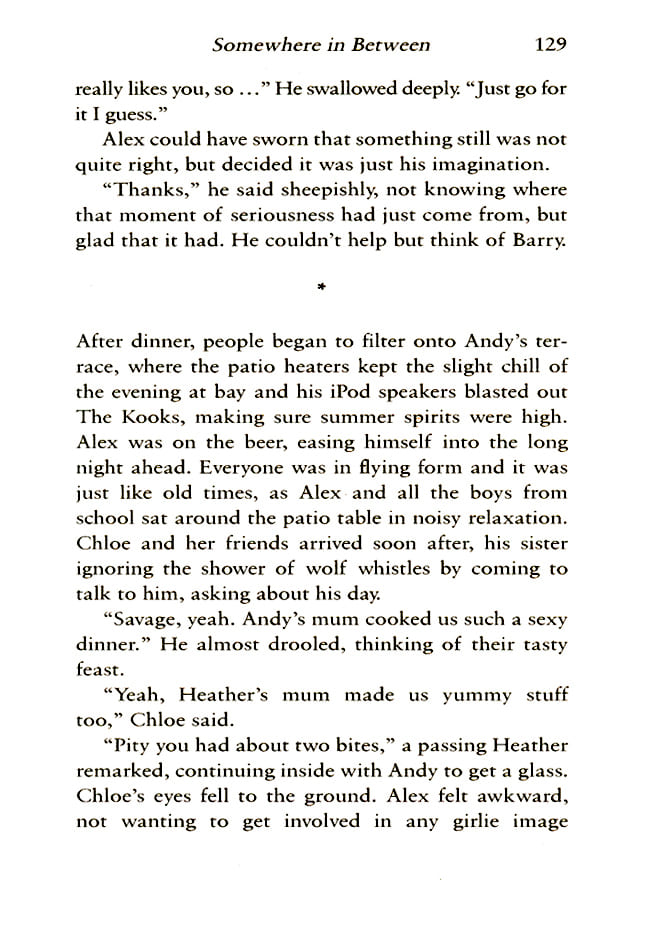 Somewhere in Between 129
really likes you, so ...” He swallowed deeply. “Just go for
it I guess.”
Alex could have sworn that something still was not
quite right, but decided it was just his imagination.
“Thanks,” he said sheepishly, not knowing where
that moment of seriousness had just come from, but
glad that it had. He couldn’t help but think of Barry.
*
After dinner, people began to filter onto Andy’s ter-
race, where the patio heaters kept the slight chill of
the evening at bay and his iPod speakers blasted out
The Kooks, making sure summer spirits were high.
Alex was on the beer, easing himself into the long
night ahead. Everyone was in flying form and it was
just like old times, as Alex and all the boys from
school sat around the patio table in noisy relaxation.
Chloe and her friends arrived soon after, his sister
ignoring the shower of wolf whistles by coming to
talk to him, asking about his day.
“Savage, yeah. Andy’s mum cooked us such a sexy
dinner.” He almost drooled, thinking of their tasty
feast.
“Yeah, Heather’s mum made us yummy stuff
too,” Chloe said.
“Pity you had about two bites,” a passing Heather
remarked, continuing inside with Andy to get a glass.
Chloe’s eyes fell to the ground. Alex felt awkward,
not wanting to get involved in any girlie image